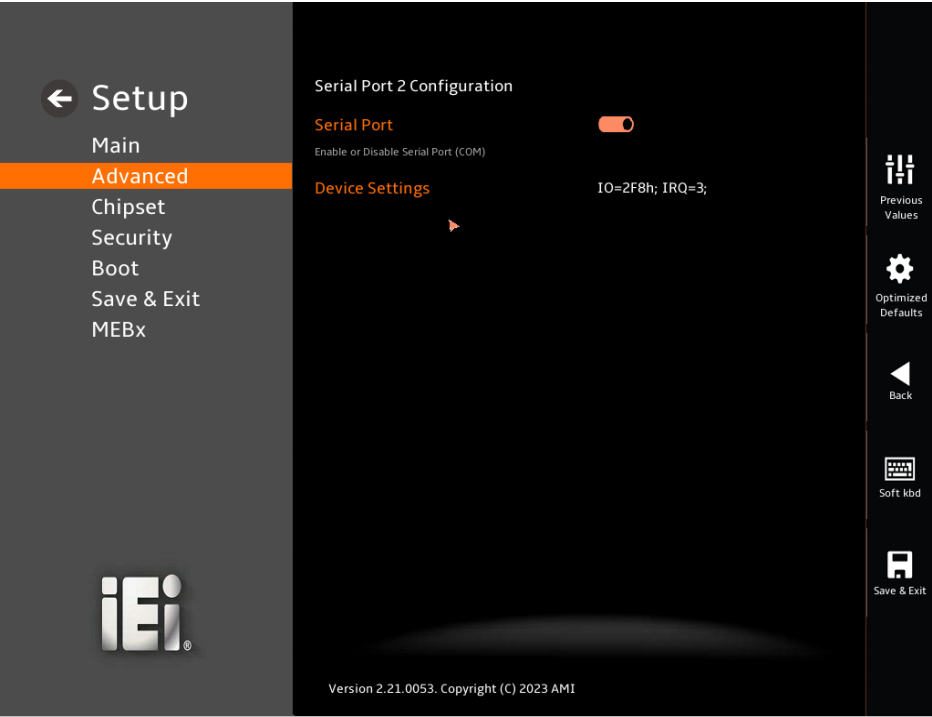 Setup
Main
Advanced
Chipset
Security
Boot
Save & Exit
MEBx
iEi®
Serial Port 2 Configuration
Serial Port
Enable or Disable Serial Port (COM)
Device Settings IO=2F8h; IRQ=3;
Version 2.21.0053. Copyright (C) 2023 AMI
Previous
Values
Optimized
Defaults
Back
Soft kbd
Save & Exit